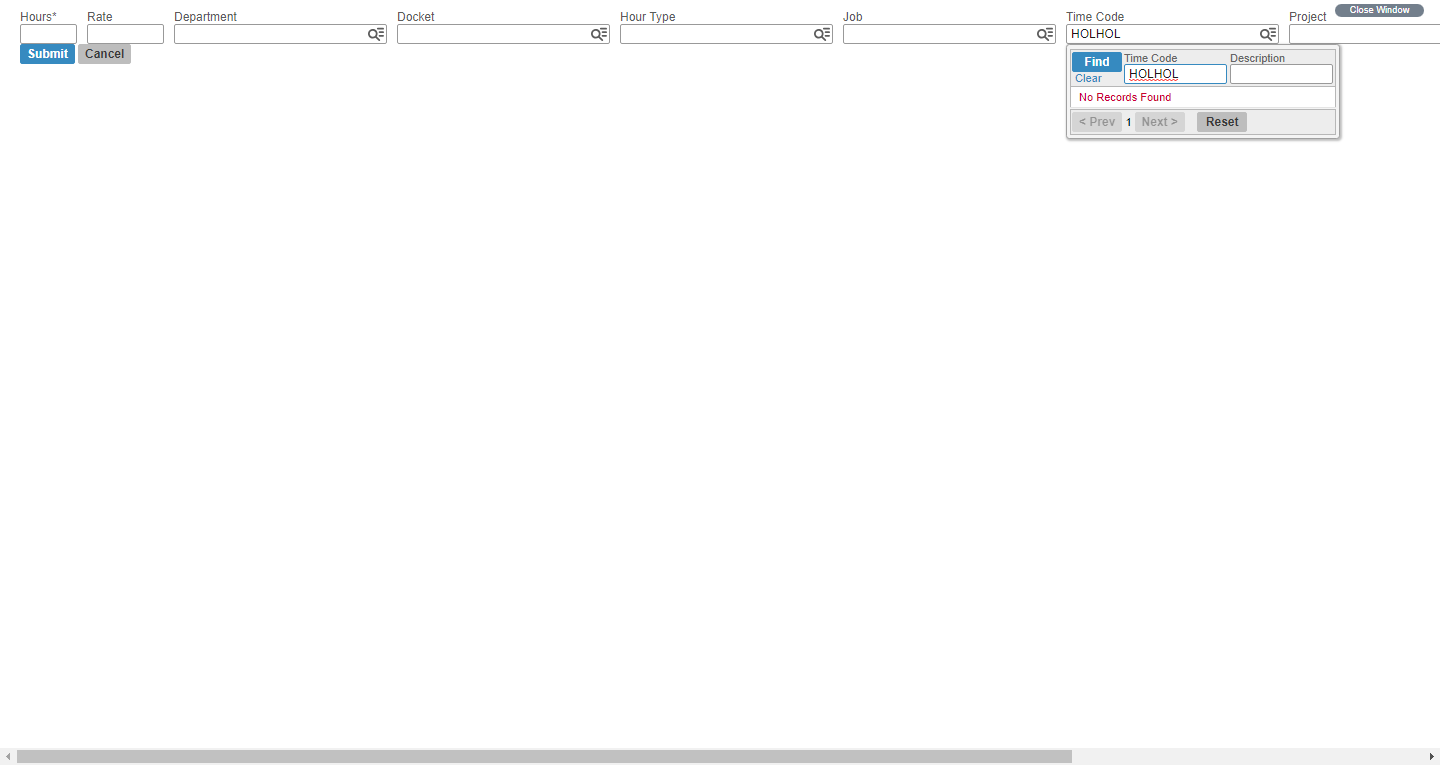 Close Window
Hours* Rate Department Docket Hour Type Job Time Code Project
HOLHOL
Submit Cancel
Find Time Code Description
HOLHOL
Clear
No Records Found
< Prev 1 Next > Reset